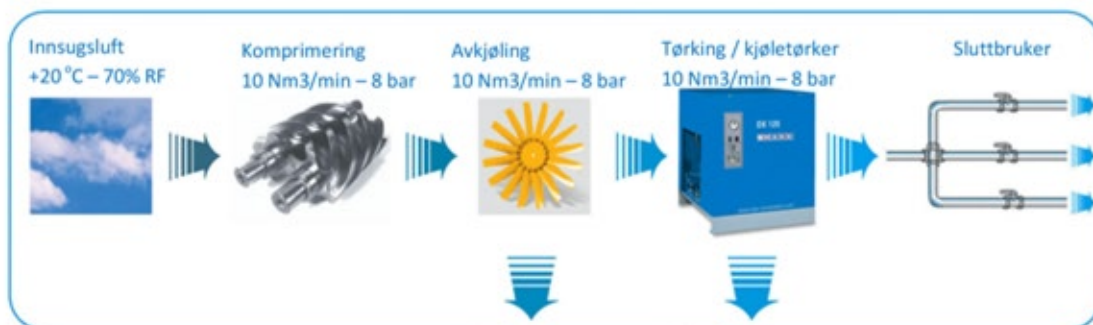 Innsugsluft
+20 °C – 70% RF
Komprimering
10 Nm3/min – 8 bar
Avkjøling
10 Nm3/min – 8 bar
Tørking / kjøletørker
10 Nm3/min – 8 bar
Sluttbruker